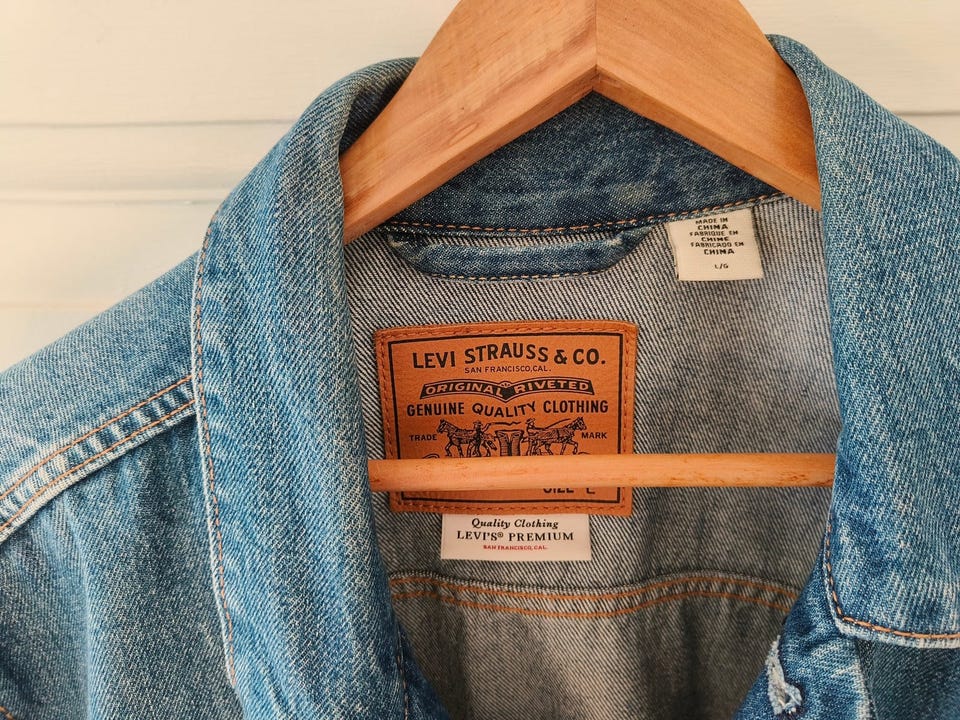 MADE IN
CHINA
FABRIQUE EN
CHINE
FABRICADO EN
CHINA
L/G
LEVI STRAUSS & CO.
SAN FRANCISCO, CAL.
ORIGINAL RIVETED
GENUINE QUALITY CLOTHING
TRADE MARK
SIZE L
Quality Clothing
LEVI'S® PREMIUM
SAN FRANCISCO, CAL.